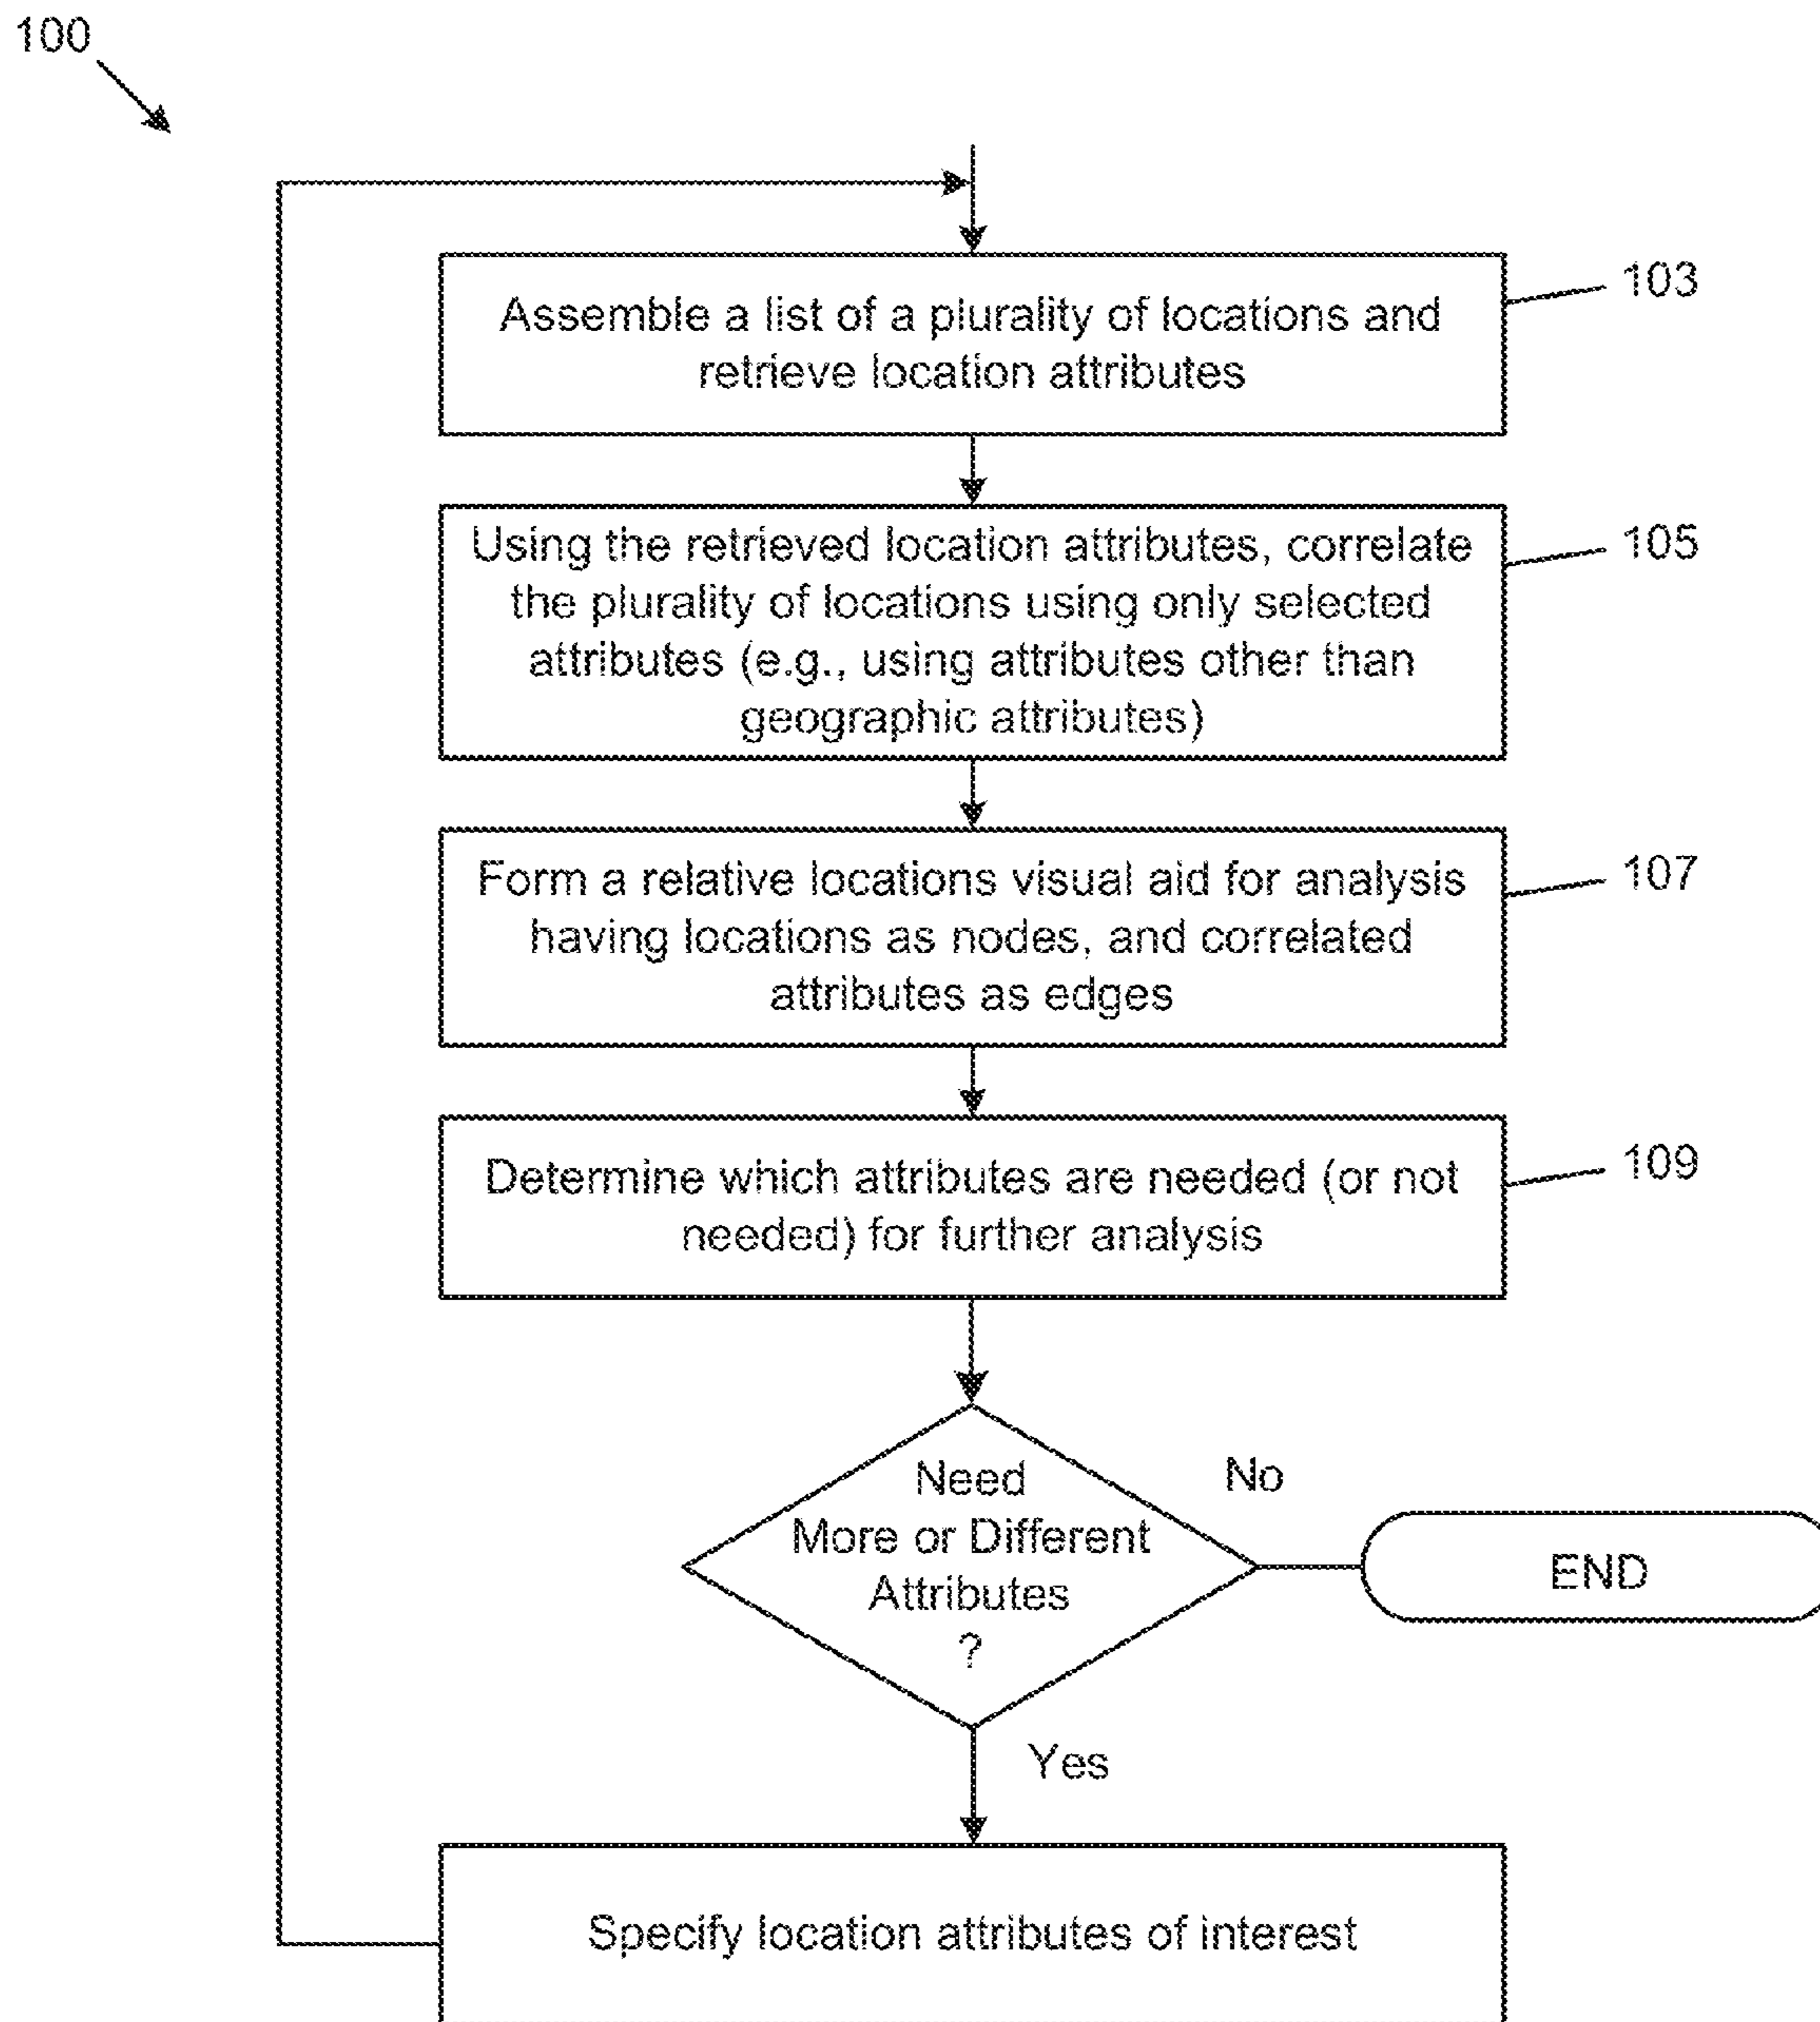 100
Assemble a list of a plurality of locations and
retrieve location attributes
103
Using the retrieved location attributes, correlate
the plurality of locations using only selected
attributes (e.g., using attributes other than
geographic attributes)
105
Form a relative locations visual aid for analysis
having locations as nodes, and correlated
attributes as edges
107
Determine which attributes are needed (or not
needed) for further analysis
109
Need
More or Different
Attributes
?
No
END
Yes
Specify location attributes of interest